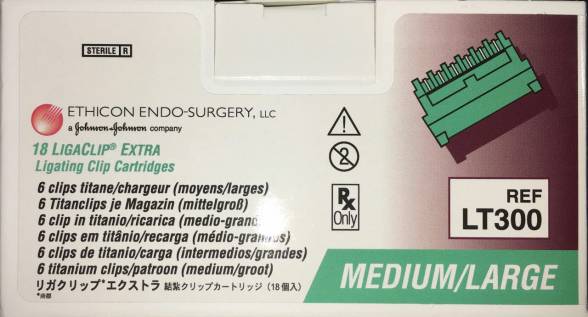 STERILE R
ETHICON ENDO-SURGERY, LLC
a Johnson & Johnson company
18 LIGACLIP® EXTRA
Ligating Clip Cartridges
6 clips titane/chargeur (moyens/larges)
6 Titanclips je Magazin (mittelgroß)
6 clip in titanio/ricarica (medio-grandi)
6 clips em titânio/recarga (médio-grandes)
6 clips de titanio/carga (intermedios/grandes)
6 titanium clips/patroon (medium/groot)
リガクリップ*エクストラ 結紮クリップカートリッジ（18個入）
*商標
2
Rx
Only
REF
LT300
MEDIUM/LARGE